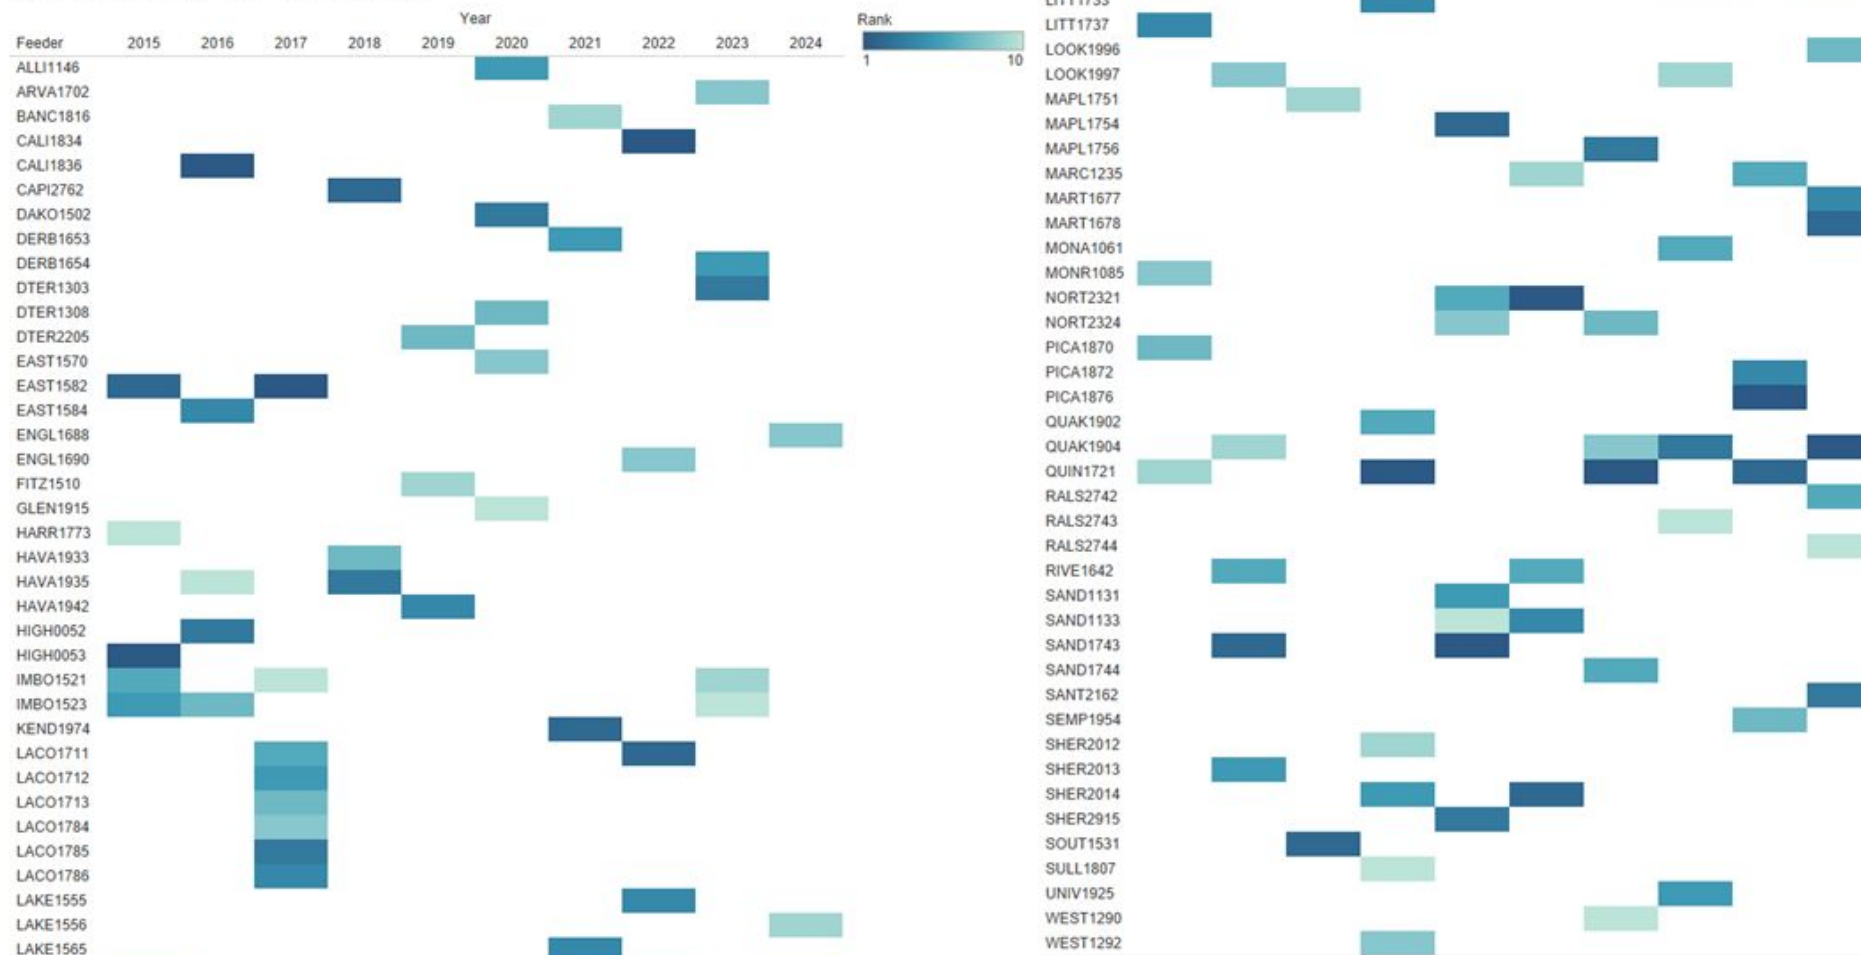 Year
Rank
Feeder 2015 2016 2017 2018 2019 2020 2021 2022 2023 2024
1 10
ALLI1146
ARVA1702
BANC1816
CALI1834
CALI1836
CAPI2762
DAKO1502
DERB1653
DERB1654
DTER1303
DTER1308
DTER2205
EAST1570
EAST1582
EAST1584
ENGL1688
ENGL1690
FITZ1510
GLEN1915
HARR1773
HAVA1933
HAVA1935
HAVA1942
HIGH0052
HIGH0053
IMBO1521
IMBO1523
KEND1974
LACO1711
LACO1712
LACO1713
LACO1784
LACO1785
LACO1786
LAKE1555
LAKE1556
LAKE1565
LITT1733
LITT1737
LOOK1996
LOOK1997
MAPL1751
MAPL1754
MAPL1756
MARC1235
MART1677
MART1678
MONA1061
MONR1085
NORT2321
NORT2324
PICA1870
PICA1872
PICA1876
QUAK1902
QUAK1904
QUIN1721
RALS2742
RALS2743
RALS2744
RIVE1642
SAND1131
SAND1133
SAND1743
SAND1744
SANT2162
SEMP1954
SHER2012
SHER2013
SHER2014
SHER2915
SOUT1531
SULL1807
UNIV1925
WEST1290
WEST1292